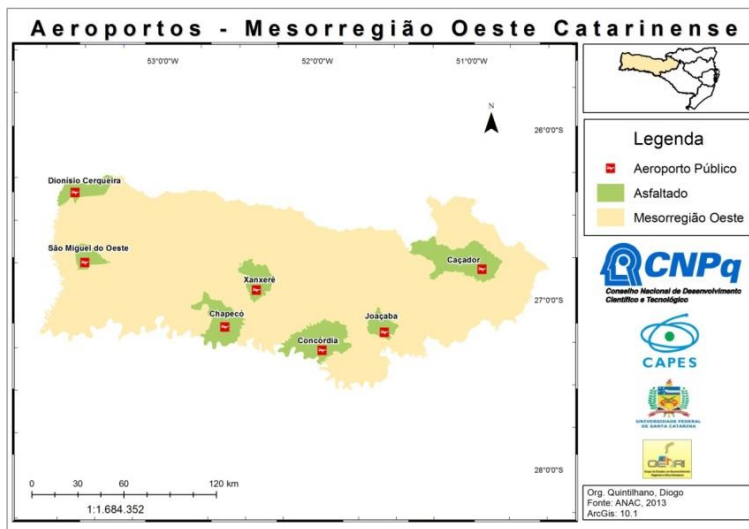 Aeroportos - Mesorregião Oeste Catarinense
53°0'0"W 52°0'0"W 51°0'0"W
N
26°0'0"S
27°0'0"S
28°0'0"S
Dionísio Cerqueira
São Miguel do Oeste
Xanxerê
Chapecó
Concórdia
Joaçaba
Caçador
0 30 60 120 km
1:1.684.352
Legenda
Aeroporto Público
Asfaltado
Mesorregião Oeste
CNPq
Conselho Nacional de Desenvolvimento
Científico e Tecnológico
CAPES
UNIVERSIDADE FEDERAL
DE SANTA CATARINA
Org. Quintilhano, Diogo
Fonte: ANAC, 2013
ArcGis: 10.1